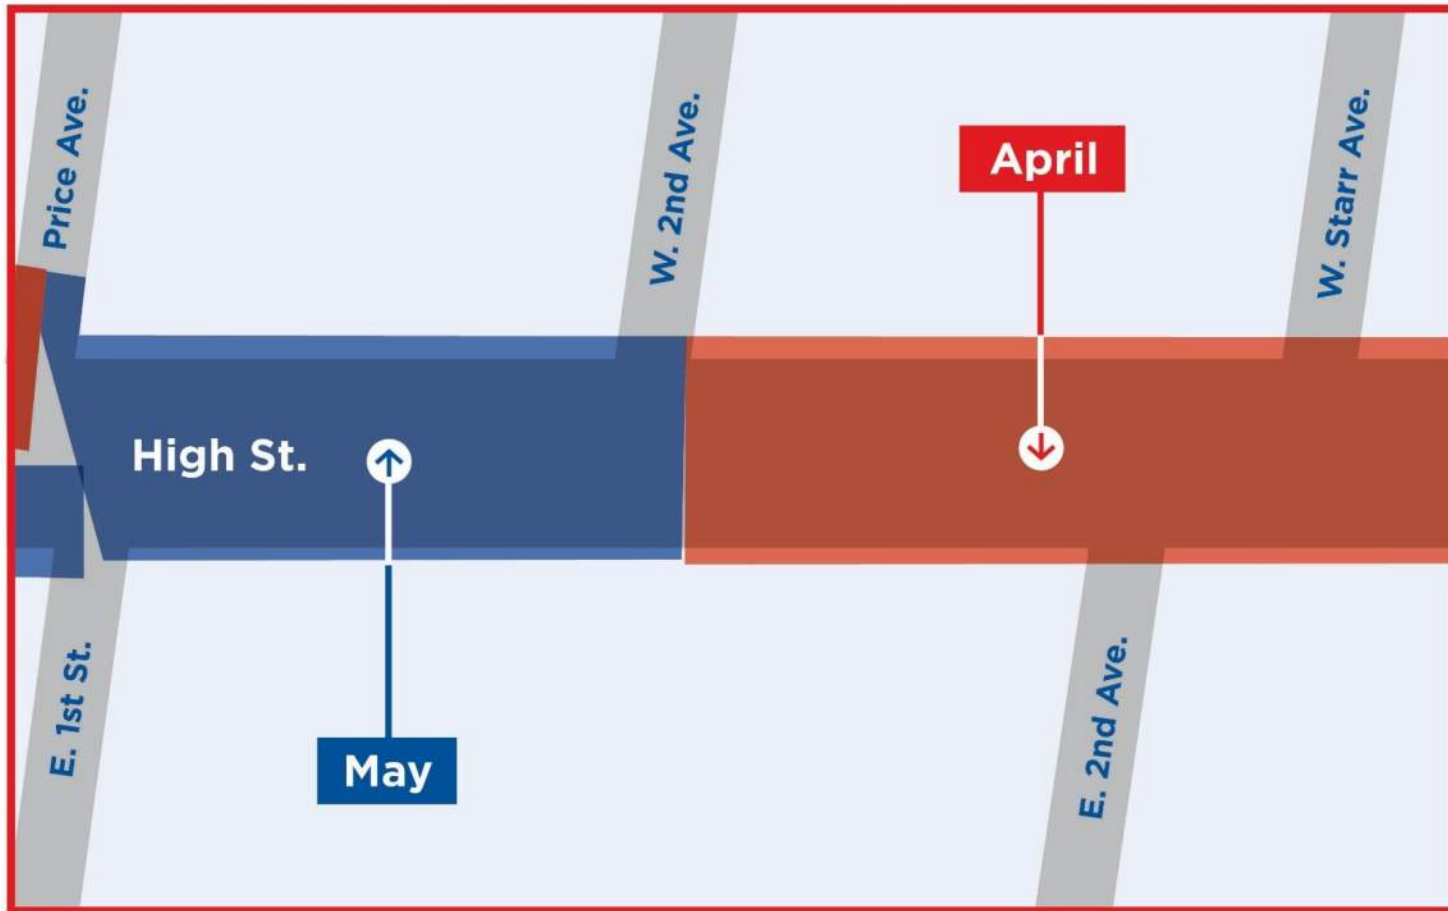 Price Ave.
W. 2nd Ave.
April
W. Starr Ave.
High St.
E. 1st St.
May
E. 2nd Ave.